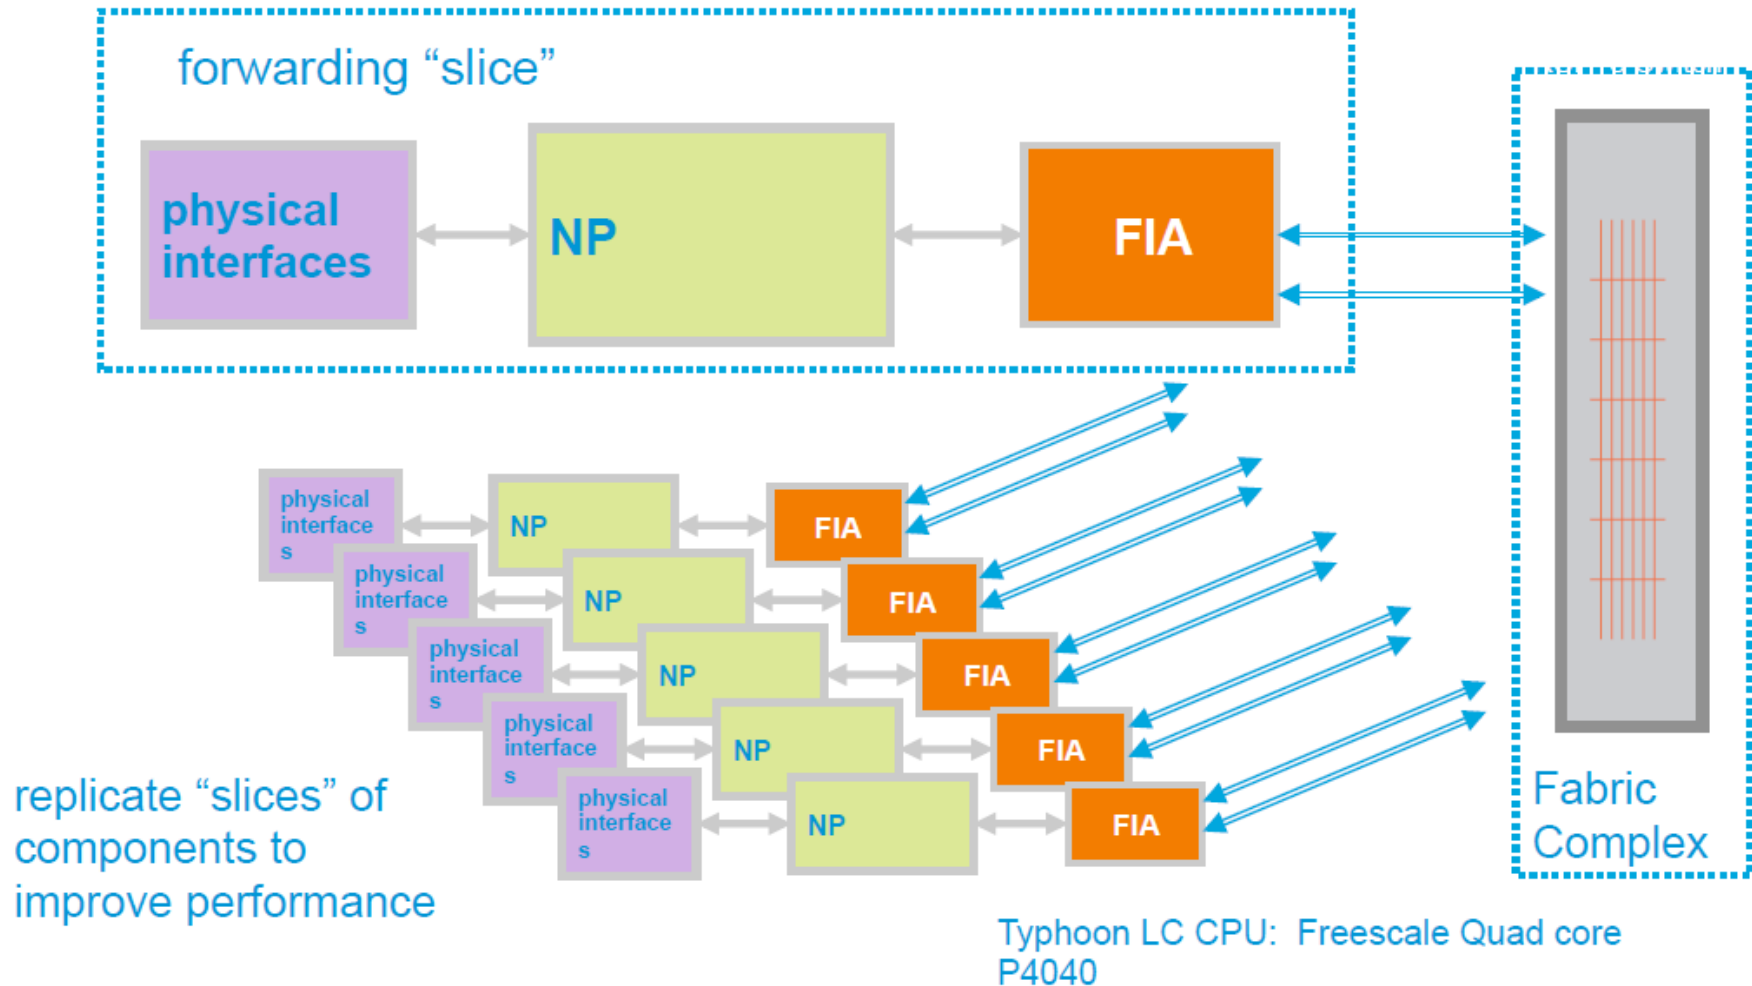 forwarding “slice”
physical
interfaces
NP
FIA
physical
interface
s
NP
FIA
physical
interface
s
NP
FIA
physical
interface
s
NP
FIA
physical
interface
s
NP
FIA
physical
interface
s
NP
FIA
replicate “slices” of
components to
improve performance
Fabric
Complex
Typhoon LC CPU: Freescale Quad core
P4040